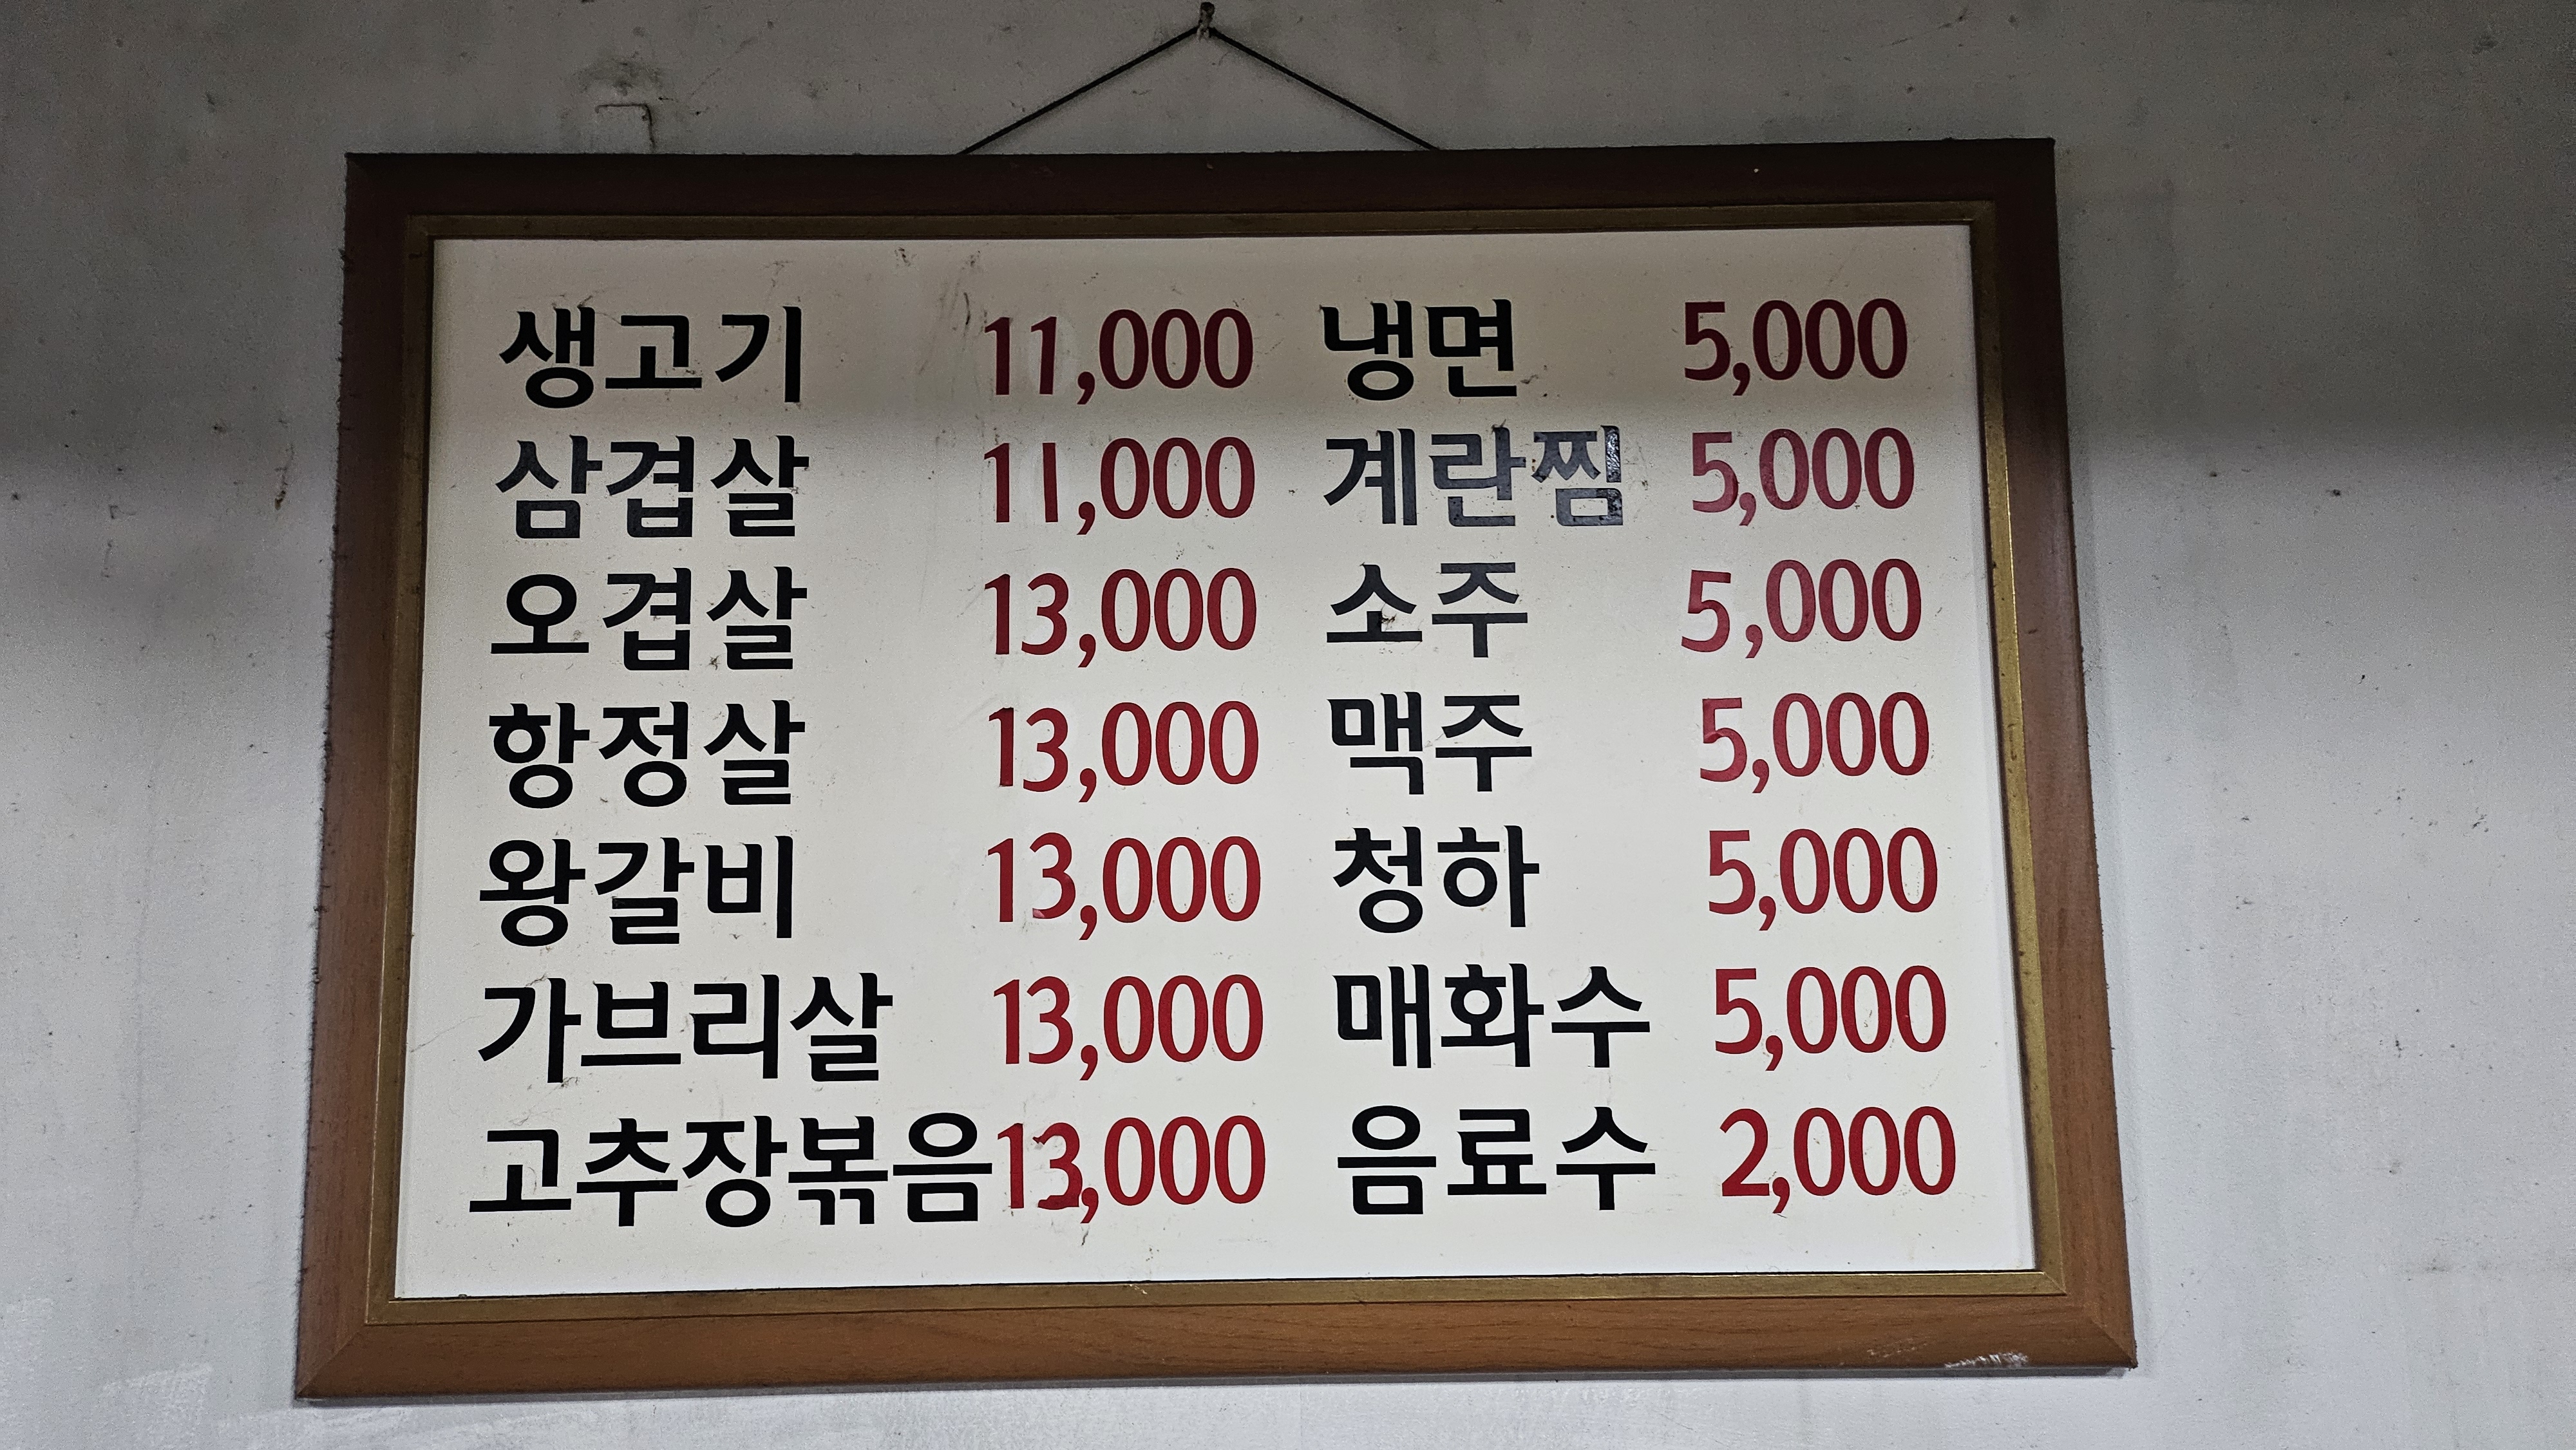 생고기 11,000 냉면 5,000
삼겹살 11,000 계란찜 5,000
오겹살 13,000 소주 5,000
항정살 13,000 맥주 5,000
왕갈비 13,000 청하 5,000
가브리살 13,000 매화수 5,000
고추장볶음 13,000 음료수 2,000